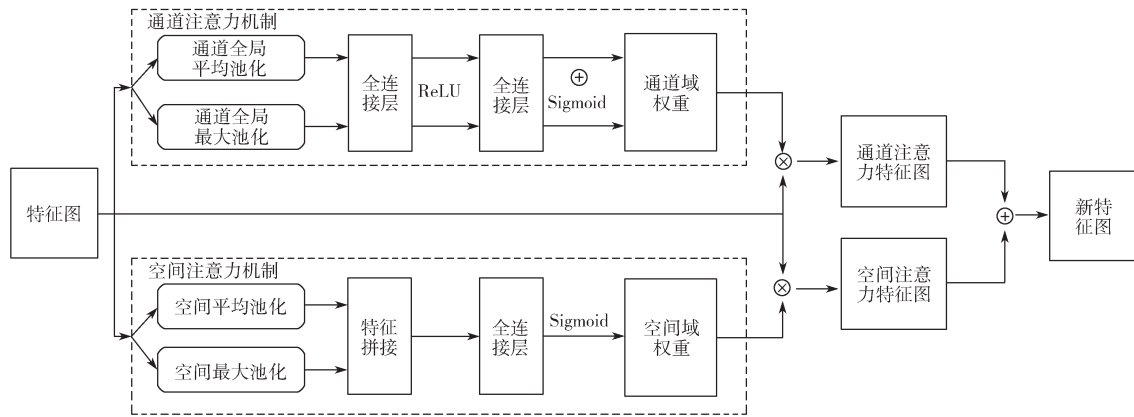 通道注意力机制
通道全局
平均池化
通道全局
最大池化
全连
接层
ReLU
全连
接层
Sigmoid
通道域
权重
特征图
通道注意
力特征图
新特
征图
空间注意力机制
空间平均池化
空间最大池化
特征
拼接
全连
接层
Sigmoid
空间域
权重
空间注意
力特征图